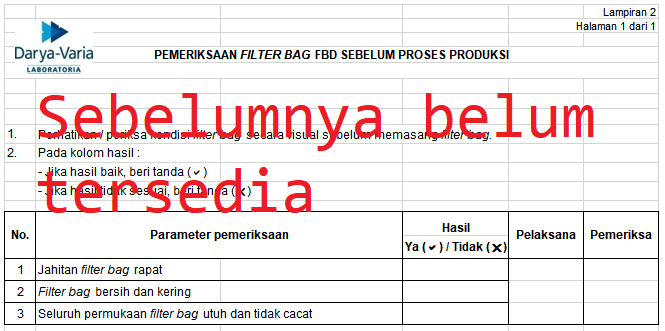 Lampiran 2
Halaman 1 dari 1
Darya-Varia
LABORATORIA
PEMERIKSAAN FILTER BAG FBD SEBELUM PROSES PRODUKSI
Sebelumnya belum
tersedia
1. Perhatikan / periksa kondisi filter bag secara visual sebelum memasang filter bag.
2. Pada kolom hasil :
- Jika hasil baik, beri tanda (✓)
- Jika hasil tidak sesuai, beri tanda (✕)
No. Parameter pemeriksaan Hasil Pelaksana Pemeriksa
Ya (✓) / Tidak (✕)
1 Jahitan filter bag rapat
2 Filter bag bersih dan kering
3 Seluruh permukaan filter bag utuh dan tidak cacat